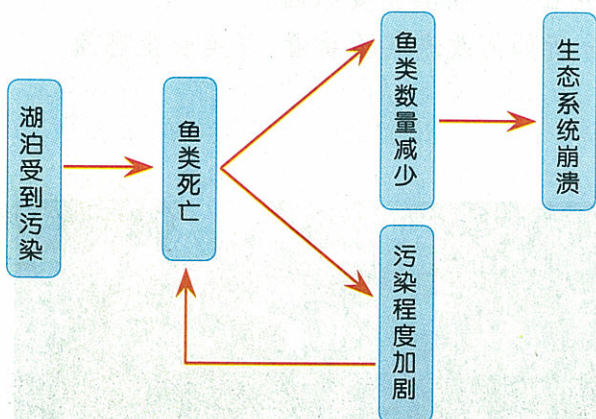 湖泊受到污染
鱼类死亡
鱼类数量减少
生态系统崩溃
污染程度加剧